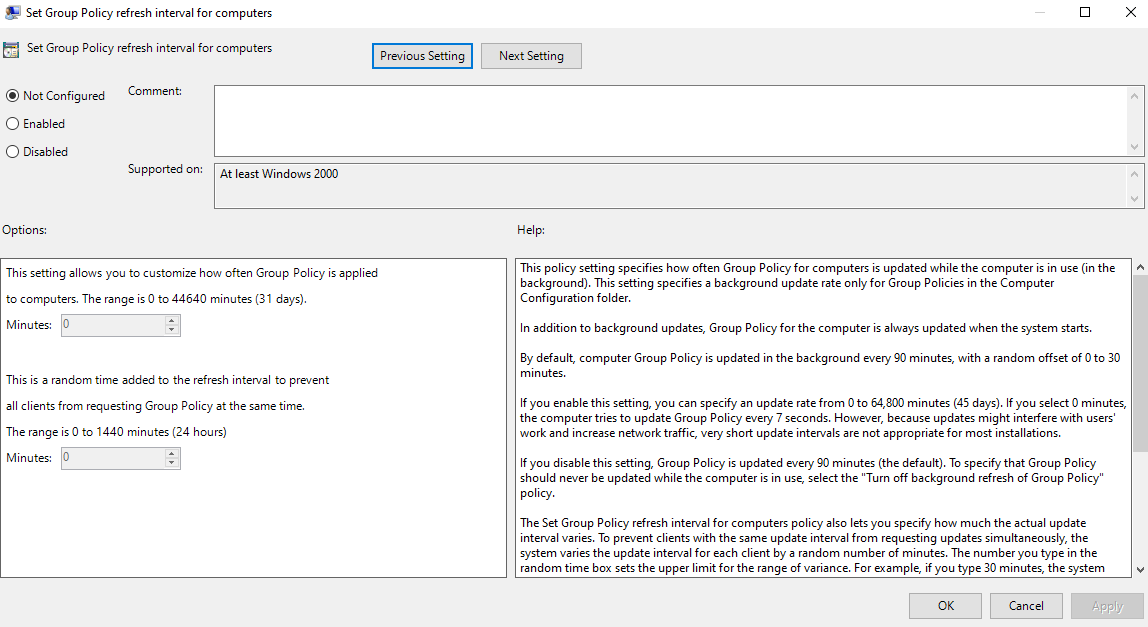 Set Group Policy refresh interval for computers
Set Group Policy refresh interval for computers
Previous Setting
Next Setting
Not Configured
Enabled
Disabled
Comment:
Supported on:
At least Windows 2000
Options:
Help:
This setting allows you to customize how often Group Policy is applied
to computers. The range is 0 to 44640 minutes (31 days).
Minutes: 0
This is a random time added to the refresh interval to prevent
all clients from requesting Group Policy at the same time.
The range is 0 to 1440 minutes (24 hours)
Minutes: 0
This policy setting specifies how often Group Policy for computers is updated while the computer is in use (in the
background). This setting specifies a background update rate only for Group Policies in the Computer
Configuration folder.
In addition to background updates, Group Policy for the computer is always updated when the system starts.
By default, computer Group Policy is updated in the background every 90 minutes, with a random offset of 0 to 30
minutes.
If you enable this setting, you can specify an update rate from 0 to 64,800 minutes (45 days). If you select 0 minutes,
the computer tries to update Group Policy every 7 seconds. However, because updates might interfere with users'
work and increase network traffic, very short update intervals are not appropriate for most installations.
If you disable this setting, Group Policy is updated every 90 minutes (the default). To specify that Group Policy
should never be updated while the computer is in use, select the "Turn off background refresh of Group Policy"
policy.
The Set Group Policy refresh interval for computers policy also lets you specify how much the actual update
interval varies. To prevent clients with the same update interval from requesting updates simultaneously, the
system varies the update interval for each client by a random number of minutes. The number you type in the
random time box sets the upper limit for the range of variance. For example, if you type 30 minutes, the system
OK
Cancel
Apply